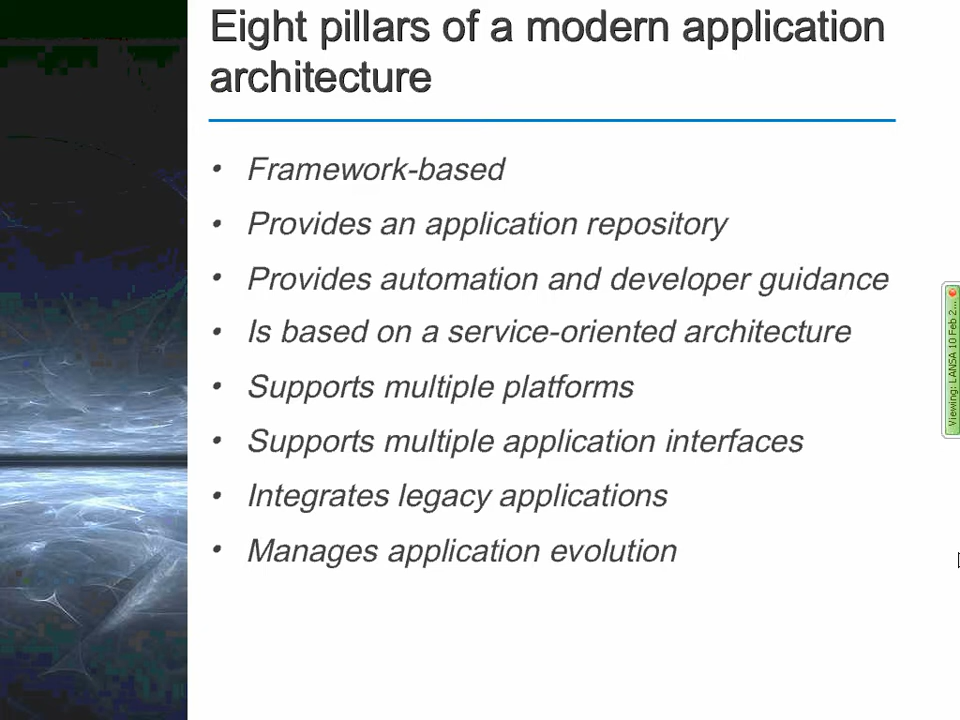 Eight pillars of a modern application
architecture
• Framework-based
• Provides an application repository
• Provides automation and developer guidance
• Is based on a service-oriented architecture
• Supports multiple platforms
• Supports multiple application interfaces
• Integrates legacy applications
• Manages application evolution
Viewing: LANSA 10 Feb 2...